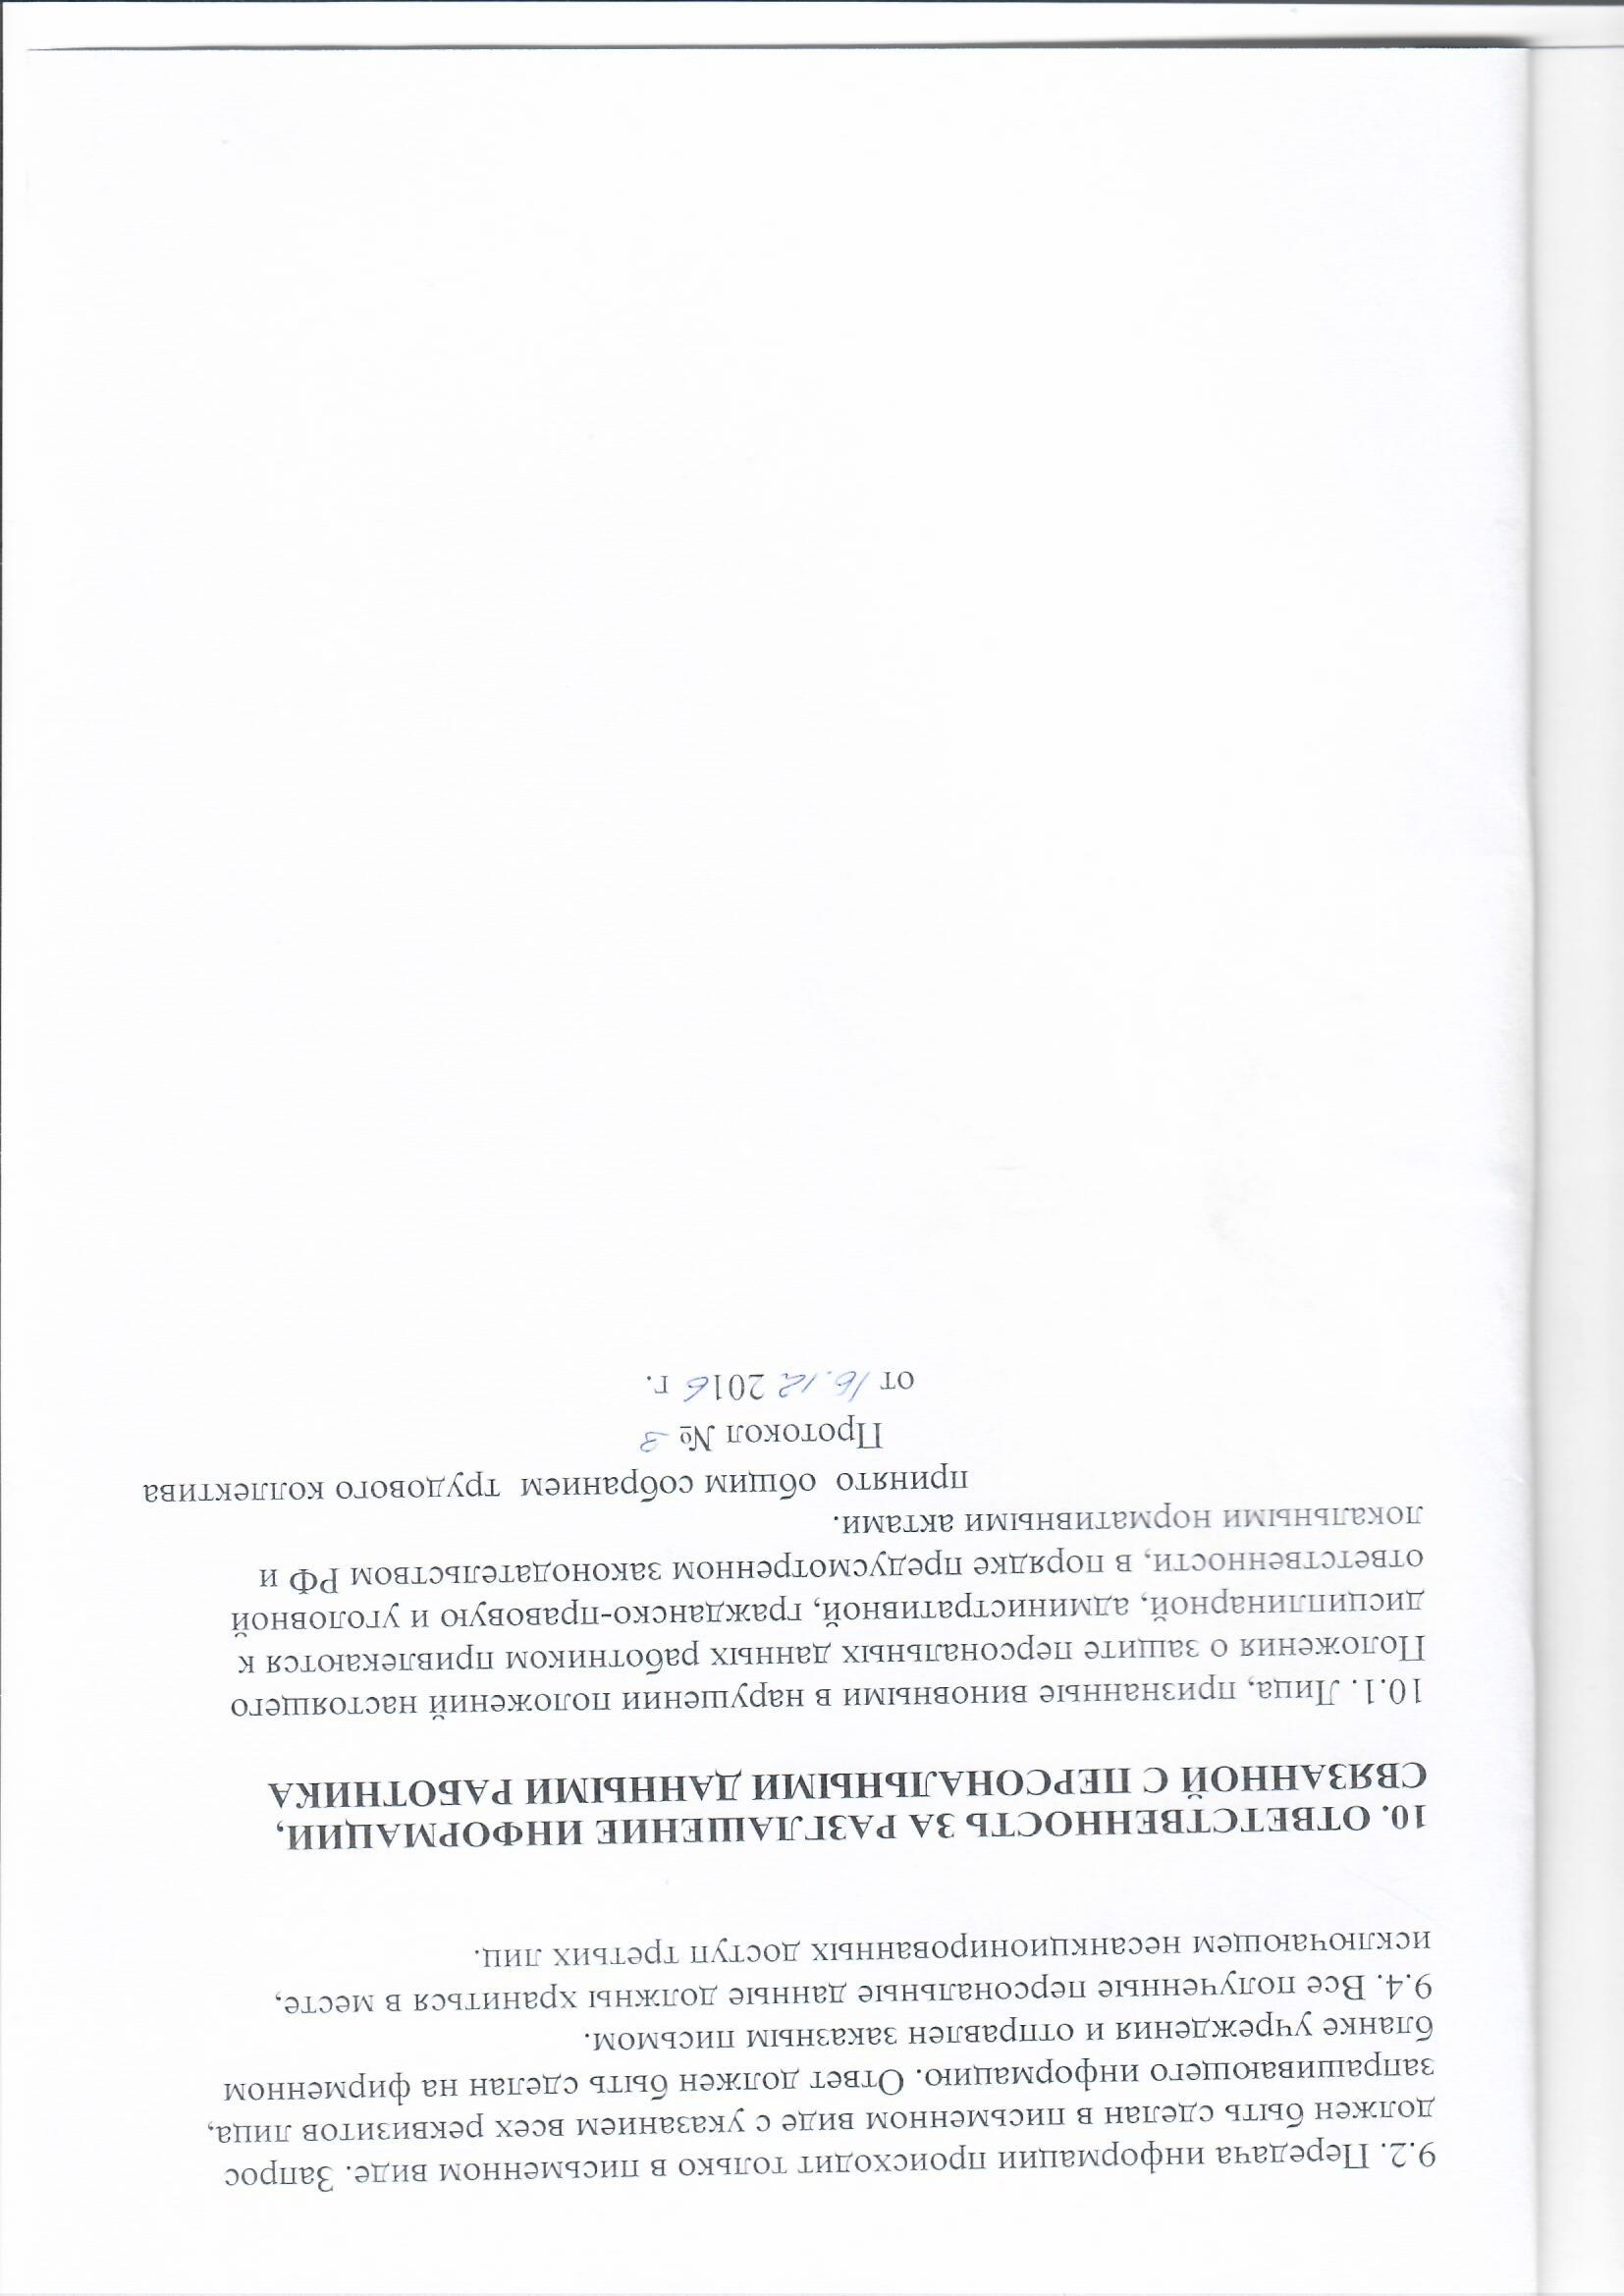 9.2. Передача информации происходит только в письменном виде. Запрос
должен быть сделан в письменном виде с указанием всех реквизитов лица,
запрашивающего информацию. Ответ должен быть сделан на фирменном
бланке учреждения и отправлен заказным письмом.
9.4. Все полученные персональные данные должны храниться в месте,
исключающем несанкционированных доступ третьих лиц.
10. ОТВЕТСТВЕННОСТЬ ЗА РАЗГЛАШЕНИЕ ИНФОРМАЦИИ,
СВЯЗАННОЙ С ПЕРСОНАЛЬНЫМИ ДАННЫМИ РАБОТНИКА
10.1. Лица, признанные виновными в нарушении положений настоящего
Положения о защите персональных данных работником привлекаются к
дисциплинарной, административной, гражданско-правовую и уголовной
ответственности, в порядке предусмотренном законодательством РФ и
локальными нормативными актами.
принято общим собранием трудового коллектива
Протокол № 3
от 16.12 2016 г.